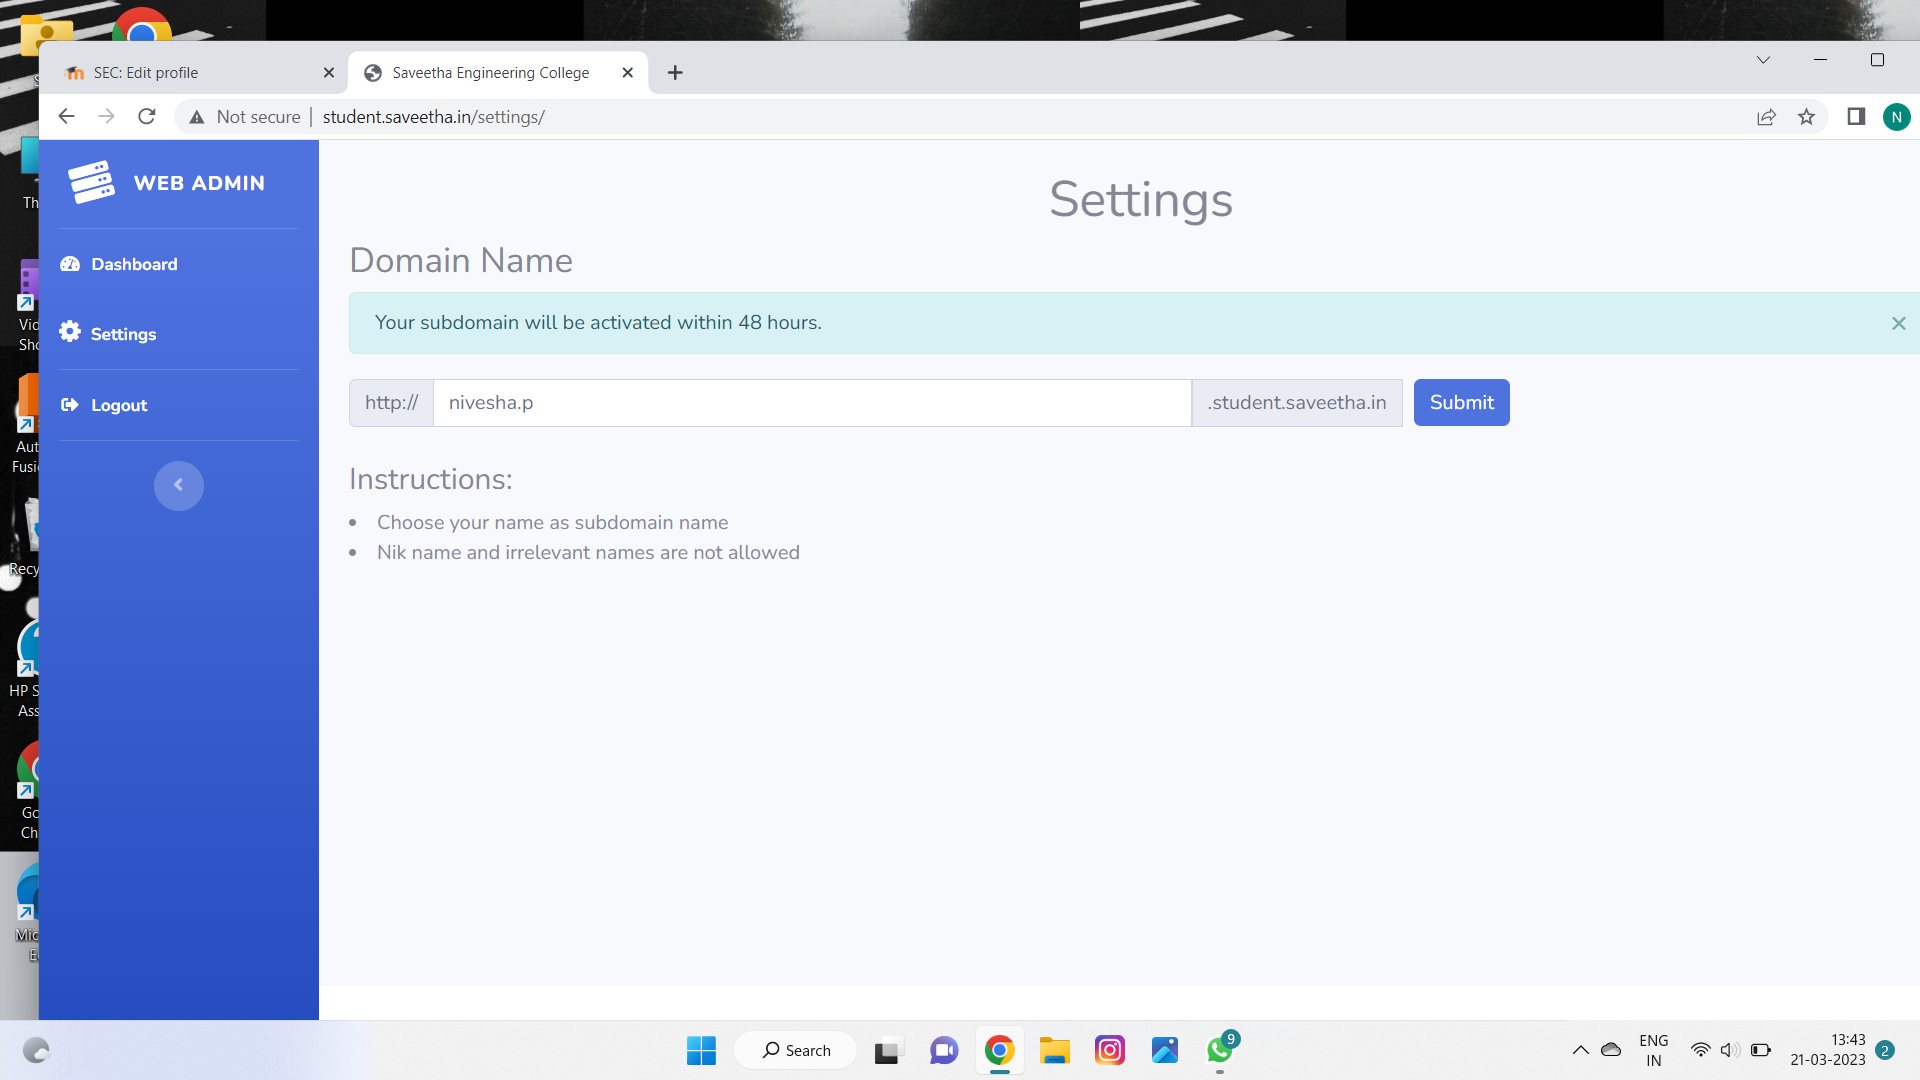 SEC: Edit profile
Saveetha Engineering College
Not secure | student.saveetha.in/settings/
N
WEB ADMIN
Dashboard
Settings
Logout
Settings
Domain Name
Your subdomain will be activated within 48 hours.
http://
nivesha.p
.student.saveetha.in
Submit
Instructions:
• Choose your name as subdomain name
• Nik name and irrelevant names are not allowed
Th
Vid
Sho
Aut
Fusi
Recy
HP S
Ass
Go
Ch
Mic
E
Search
9
ENG
IN
13:43
21-03-2023
2